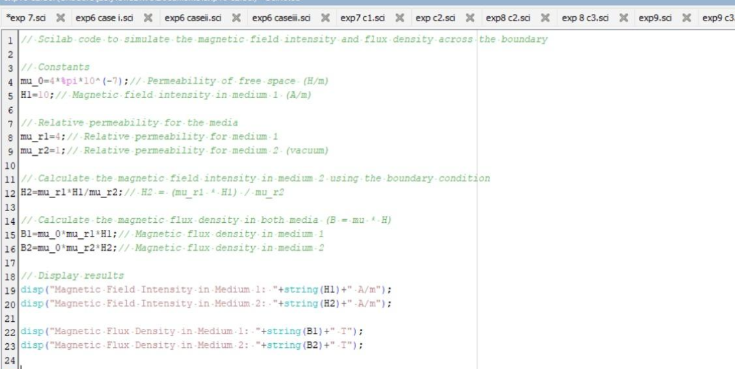 *exp 7.sci exp6 case i.sci exp6 caseii.sci exp6 caseiii.sci exp7 c1.sci exp c2.sci exp8 c2.sci exp 8 c3.sci exp9.sci exp9 c3
1 // Scilab code to simulate the magnetic field intensity and flux density across the boundary
2
3 // Constants
4 mu_0=4*%pi*10^(-7);// Permeability of free space (H/m)
5 H1=10;// Magnetic field intensity in medium 1 (A/m)
6
7 // Relative permeability for the media
8 mu_r1=4;// Relative permeability for medium 1
9 mu_r2=1;// Relative permeability for medium 2 (vacuum)
10
11 // Calculate the magnetic field intensity in medium 2 using the boundary condition
12 H2=mu_r1*H1/mu_r2;// H2 = (mu_r1 * H1) / mu_r2
13
14 // Calculate the magnetic flux density in both media (B = mu * H)
15 B1=mu_0*mu_r1*H1;// Magnetic flux density in medium 1
16 B2=mu_0*mu_r2*H2;// Magnetic flux density in medium 2
17
18 // Display results
19 disp("Magnetic Field Intensity in Medium 1: "+string(H1)+" A/m");
20 disp("Magnetic Field Intensity in Medium 2: "+string(H2)+" A/m");
21
22 disp("Magnetic Flux Density in Medium 1: "+string(B1)+" T");
23 disp("Magnetic Flux Density in Medium 2: "+string(B2)+" T");
24